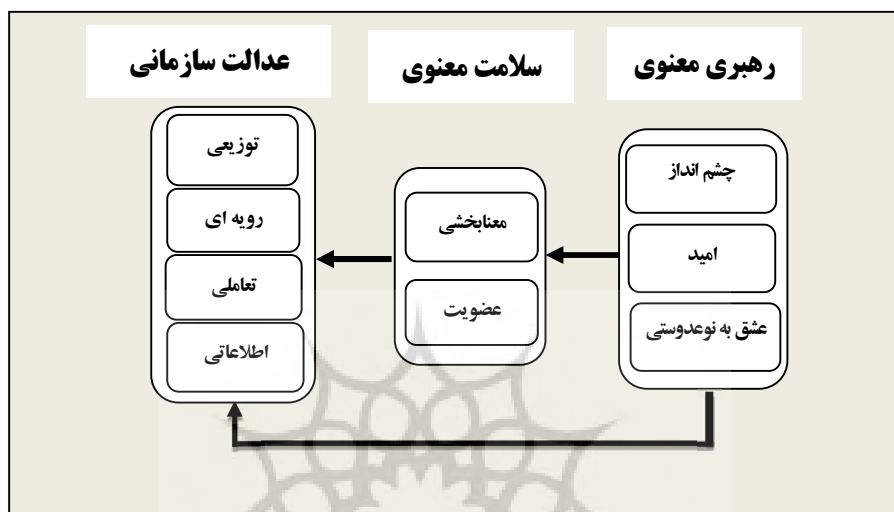 رهبری معنوی
سلامت معنوی
عدالت سازمانی
چشم انداز
امید
عشق به نوعدوستی
معنابخشی
عضویت
توزیعی
رویه ای
تعاملی
اطلاعاتی